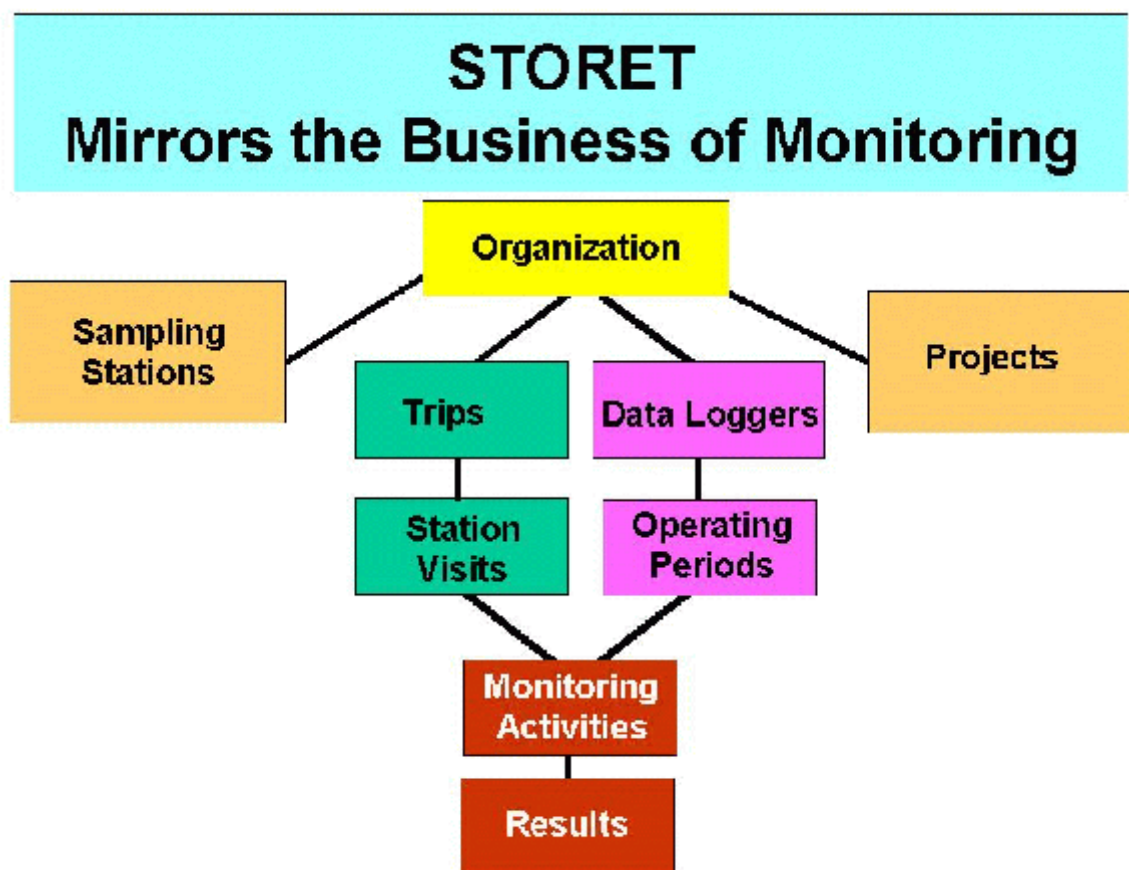 STORET
Mirrors the Business of Monitoring
Organization
Sampling
Stations
Projects
Trips
Data Loggers
Station
Visits
Operating
Periods
Monitoring
Activities
Results